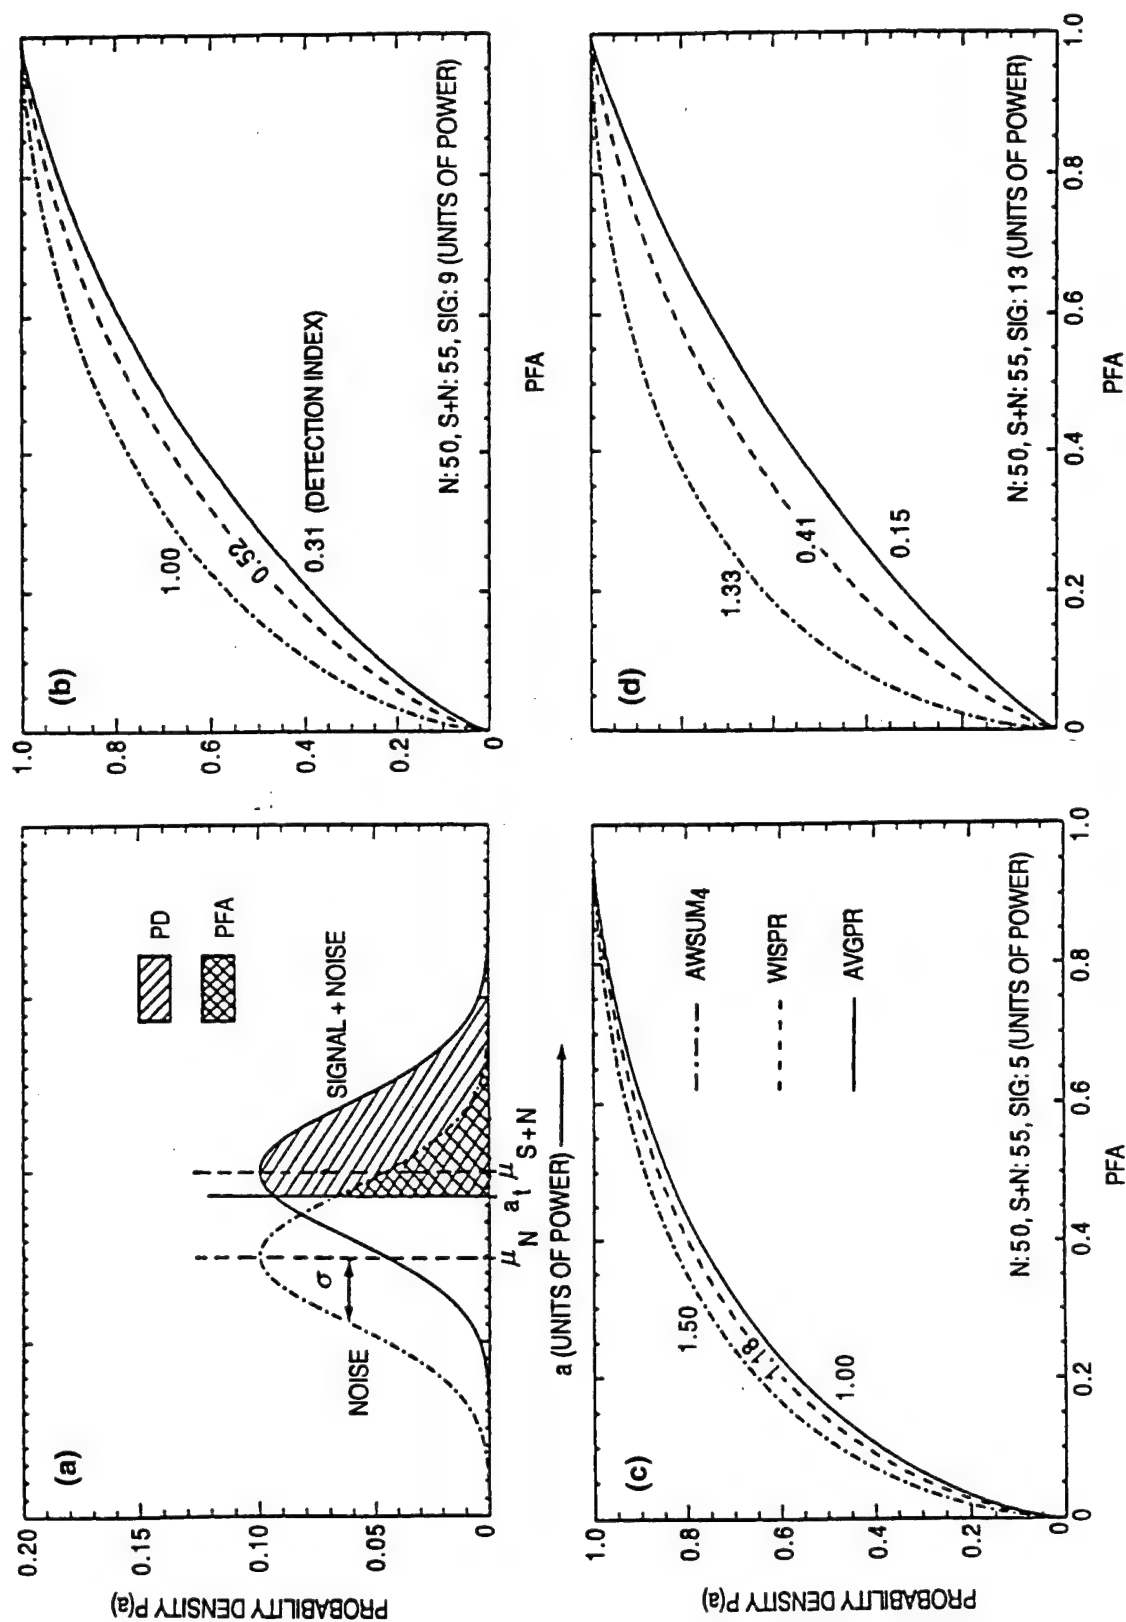 (a)
PROBABILITY DENSITY P(a)
0.20
0.15
0.10
0.05
0
NOISE
σ
SIGNAL + NOISE
PD
PFA
μN at μS+N
a (UNITS OF POWER)
(b)
1.0
0.8
0.6
0.4
0.2
0
1.00
0.52
0.31 (DETECTION INDEX)
N: 50, S+N: 55, SIG: 9 (UNITS OF POWER)
PFA
(c)
PROBABILITY DENSITY P(a)
1.0
0.8
0.6
0.4
0.2
0
1.50
1.18
1.00
AWSUM4
WISPR
AVGPR
N: 50, S+N: 55, SIG: 5 (UNITS OF POWER)
0 0.2 0.4 0.6 0.8 1.0
PFA
(d)
1.33
0.41
0.15
N: 50, S+N: 55, SIG: 13 (UNITS OF POWER)
0 0.2 0.4 0.6 0.8 1.0
PFA